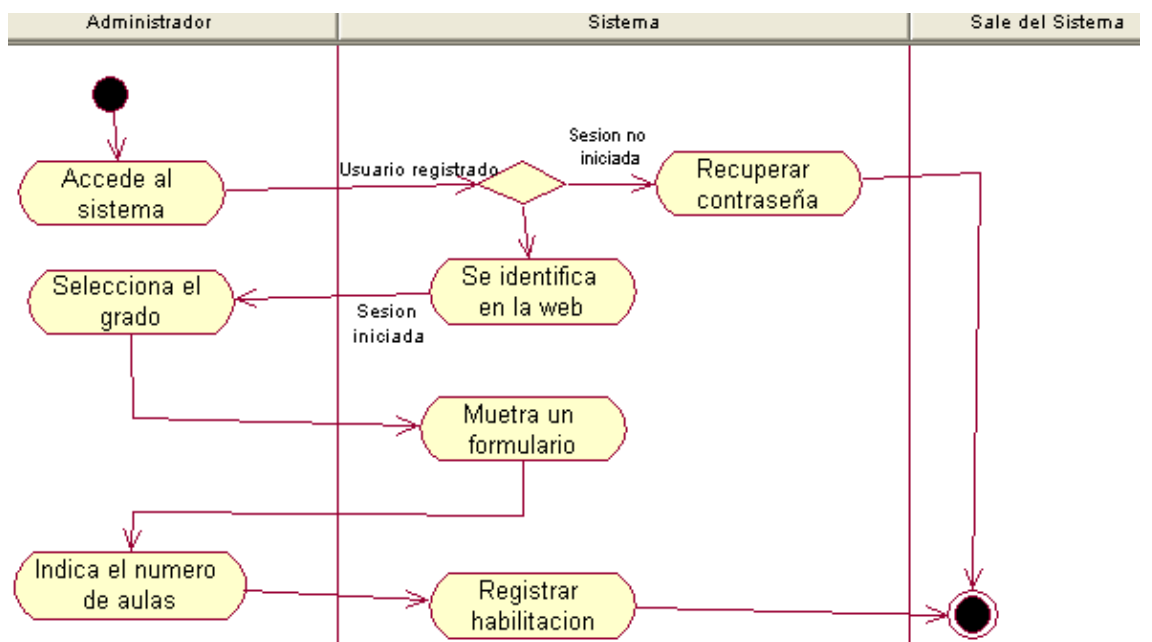 Administrador
Sistema
Sale del Sistema
Accede al
sistema
Usuario registrado
Sesion no
iniciada
Recuperar
contraseña
Se identifica
en la web
Sesion
iniciada
Selecciona el
grado
Muetra un
formulario
Indica el numero
de aulas
Registrar
habilitacion